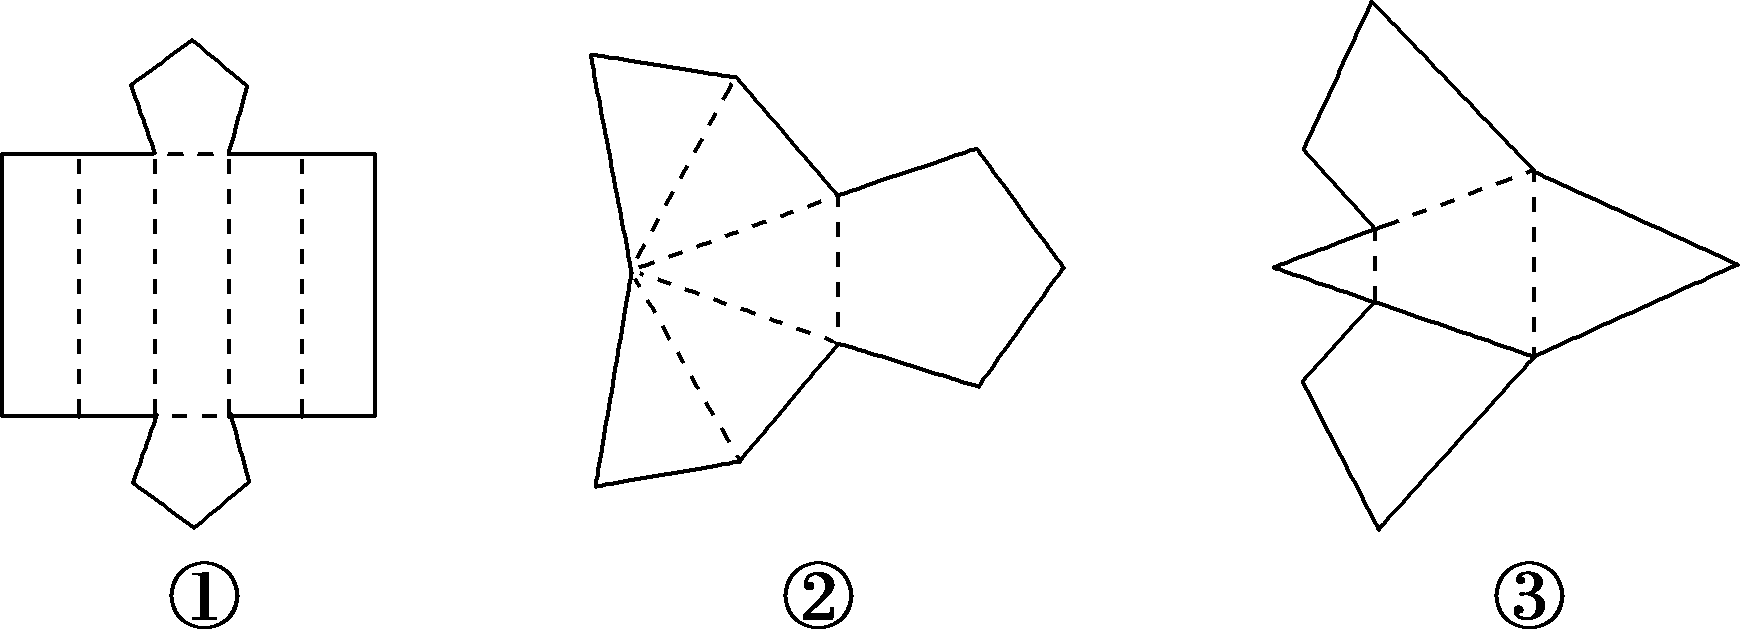 ① ② ③